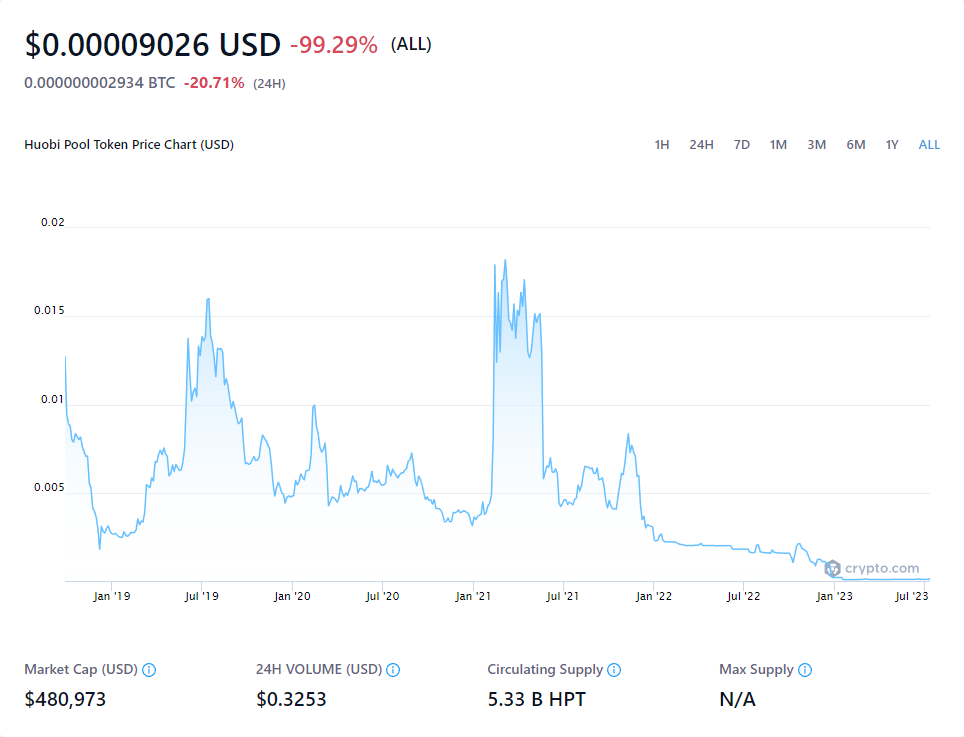 $0.00009026 USD -99.29% (ALL)
0.000000002934 BTC -20.71% (24H)
Huobi Pool Token Price Chart (USD) 1H 24H 7D 1M 3M 6M 1Y ALL
0.02
0.015
0.01
0.005
crypto.com
Jan '19 Jul '19 Jan '20 Jul '20 Jan '21 Jul '21 Jan '22 Jul '22 Jan '23 Jul '23
Market Cap (USD) 24H VOLUME (USD) Circulating Supply Max Supply
$480,973 $0.3253 5.33 B HPT N/A